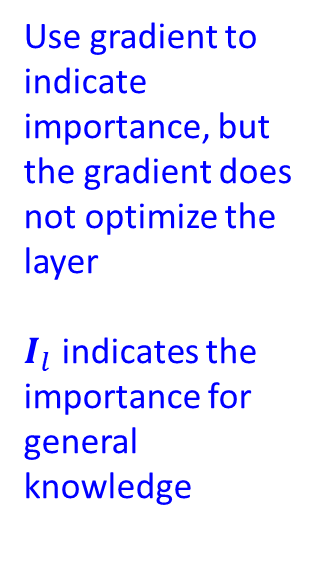 Use gradient to
indicate
importance, but
the gradient does
not optimize the
layer
I_l indicates the
importance for
general
knowledge